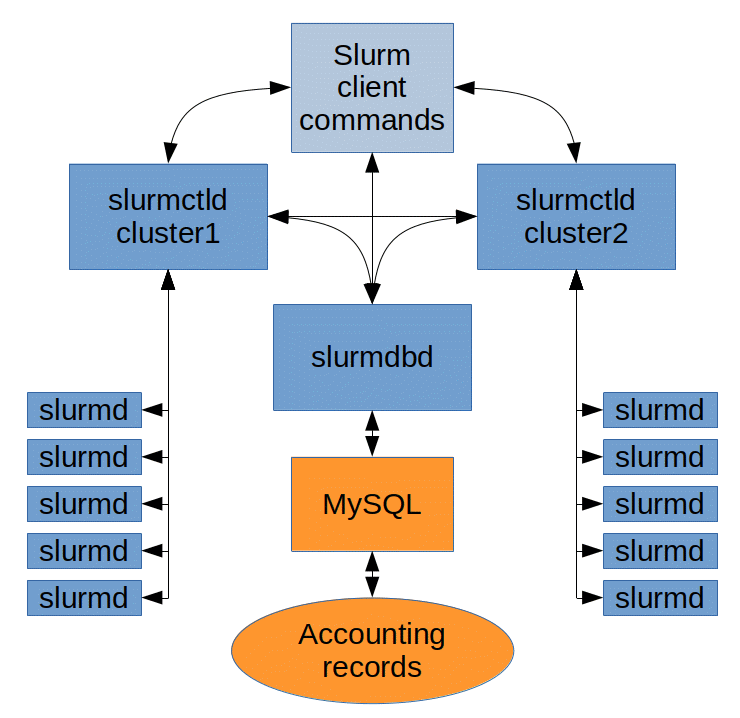 Slurm
client
commands
slurmctld
cluster1
slurmctld
cluster2
slurmdbd
slurmd
slurmd
slurmd
slurmd
slurmd
MySQL
slurmd
slurmd
slurmd
slurmd
slurmd
Accounting
records